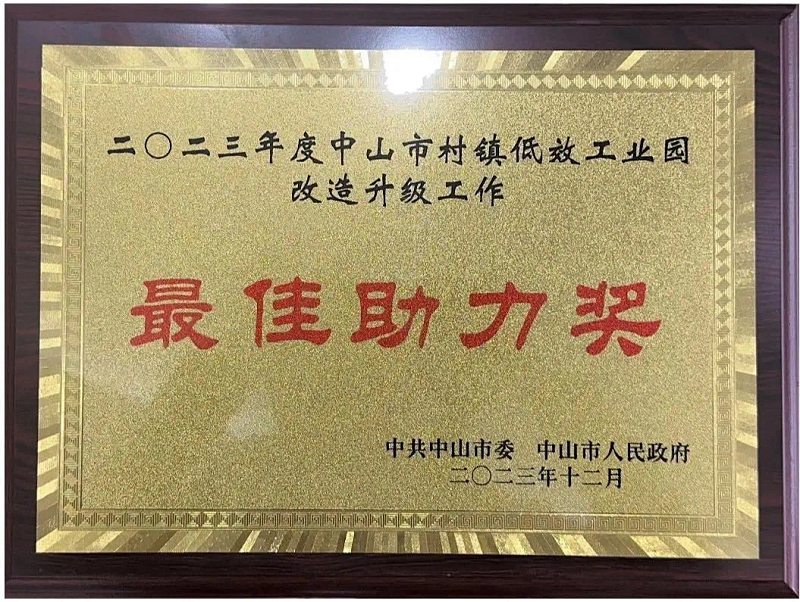 二〇二三年度中山市村镇低效工业园
改造升级工作
最佳助力奖
中共中山市委 中山市人民政府
二〇二三年十二月